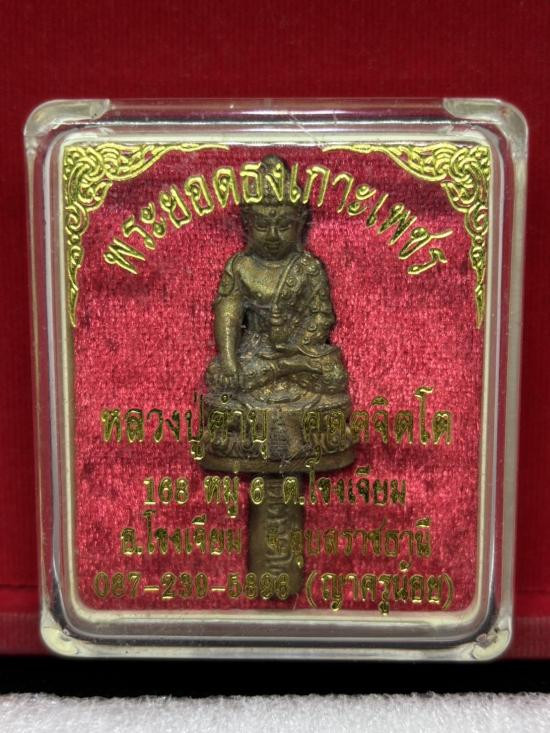 พระยอดธงเกาะเพชร
หลวงปู่คำบุ คุตฺตจิตฺโต
168 หมู่ 6 ต.โขงเจียม
อ.โขงเจียม จ.อุบลราชธานี
087-239-5896 (ญาครูน้อย)